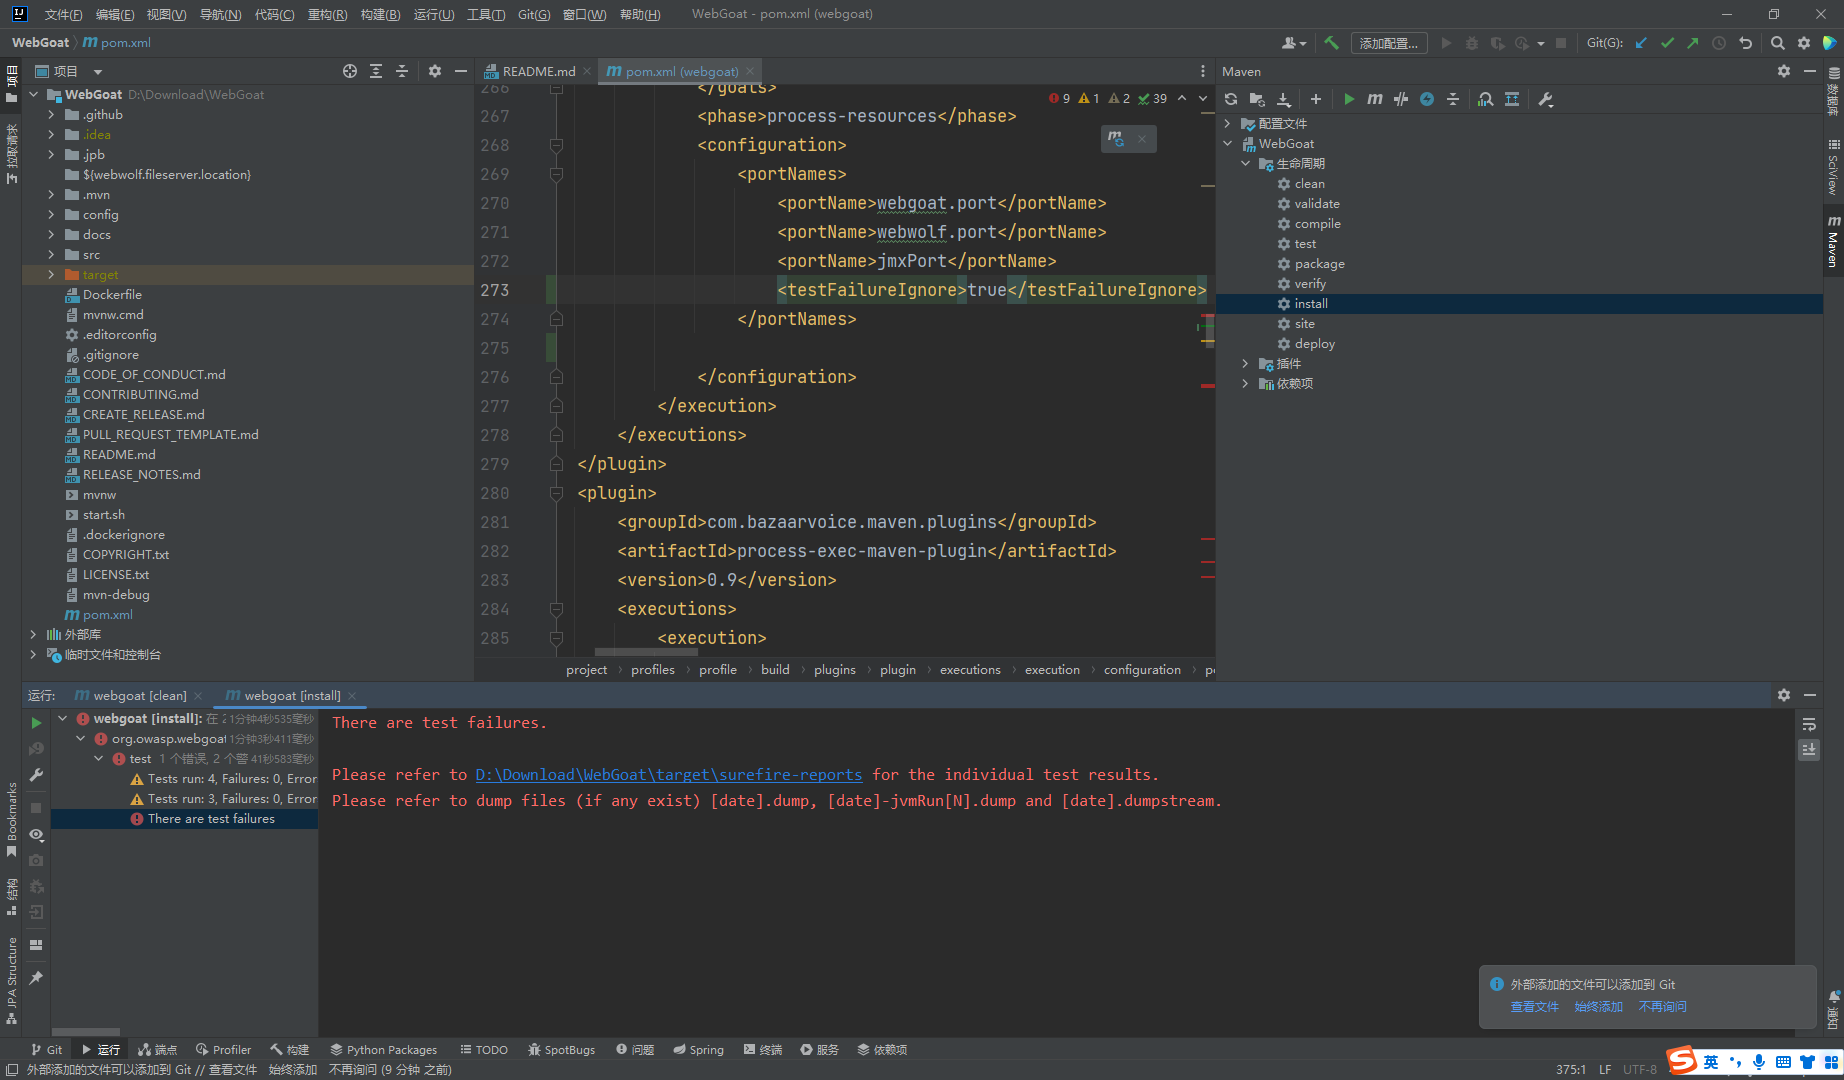 文件(F) 编辑(E) 视图(V) 导航(N) 代码(C) 重构(R) 构建(B) 运行(U) 工具(T) Git(G) 窗口(W) 帮助(H) WebGoat - pom.xml (webgoat)
WebGoat pom.xml
添加配置... Git(G):
项目
README.md
pom.xml (webgoat)
Maven
WebGoat D:\Download\WebGoat
.github
.idea
.jpb
${webwolf.fileserver.location}
.mvn
config
docs
src
target
Dockerfile
mvnw.cmd
.editorconfig
.gitignore
CODE_OF_CONDUCT.md
CONTRIBUTING.md
CREATE_RELEASE.md
PULL_REQUEST_TEMPLATE.md
README.md
RELEASE_NOTES.md
mvnw
start.sh
.dockerignore
COPYRIGHT.txt
LICENSE.txt
mvn-debug
pom.xml
外部库
临时文件和控制台
9 1 2 39
266 </goals>
267 <phase>process-resources</phase>
268 <configuration>
269 <portNames>
270 <portName>webgoat.port</portName>
271 <portName>webwolf.port</portName>
272 <portName>jmxPort</portName>
273 <testFailureIgnore>true</testFailureIgnore>
274 </portNames>
275
276 </configuration>
277 </execution>
278 </executions>
279 </plugin>
280 <plugin>
281 <groupId>com.bazaarvoice.maven.plugins</groupId>
282 <artifactId>process-exec-maven-plugin</artifactId>
283 <version>0.9</version>
284 <executions>
285 <execution>
project profiles profile build plugins plugin executions execution configuration
配置文件
WebGoat
生命周期
clean
validate
compile
test
package
verify
install
site
deploy
插件
依赖项
项目
拉取请求
Bookmarks
结构
JPA Structure
数据库
SciView
Maven
通知
运行: webgoat [clean] webgoat [install]
webgoat [install]: 在 2 1分钟4秒535毫秒
org.owasp.webgoat 1分钟3秒411毫秒
test 1 个错误, 2 个警 41秒583毫秒
Tests run: 4, Failures: 0, Error
Tests run: 3, Failures: 0, Error
There are test failures
There are test failures.
Please refer to D:\Download\WebGoat\target\surefire-reports for the individual test results.
Please refer to dump files (if any exist) [date].dump, [date]-jvmRun[N].dump and [date].dumpstream.
外部添加的文件可以添加到 Git
查看文件 始终添加 不再询问
Git 运行 端点 Profiler 构建 Python Packages TODO SpotBugs 问题 Spring 终端 服务 依赖项
外部添加的文件可以添加到 Git // 查看文件 始终添加 不再询问 (9 分钟 之前)
375:1 LF UTF-8
英